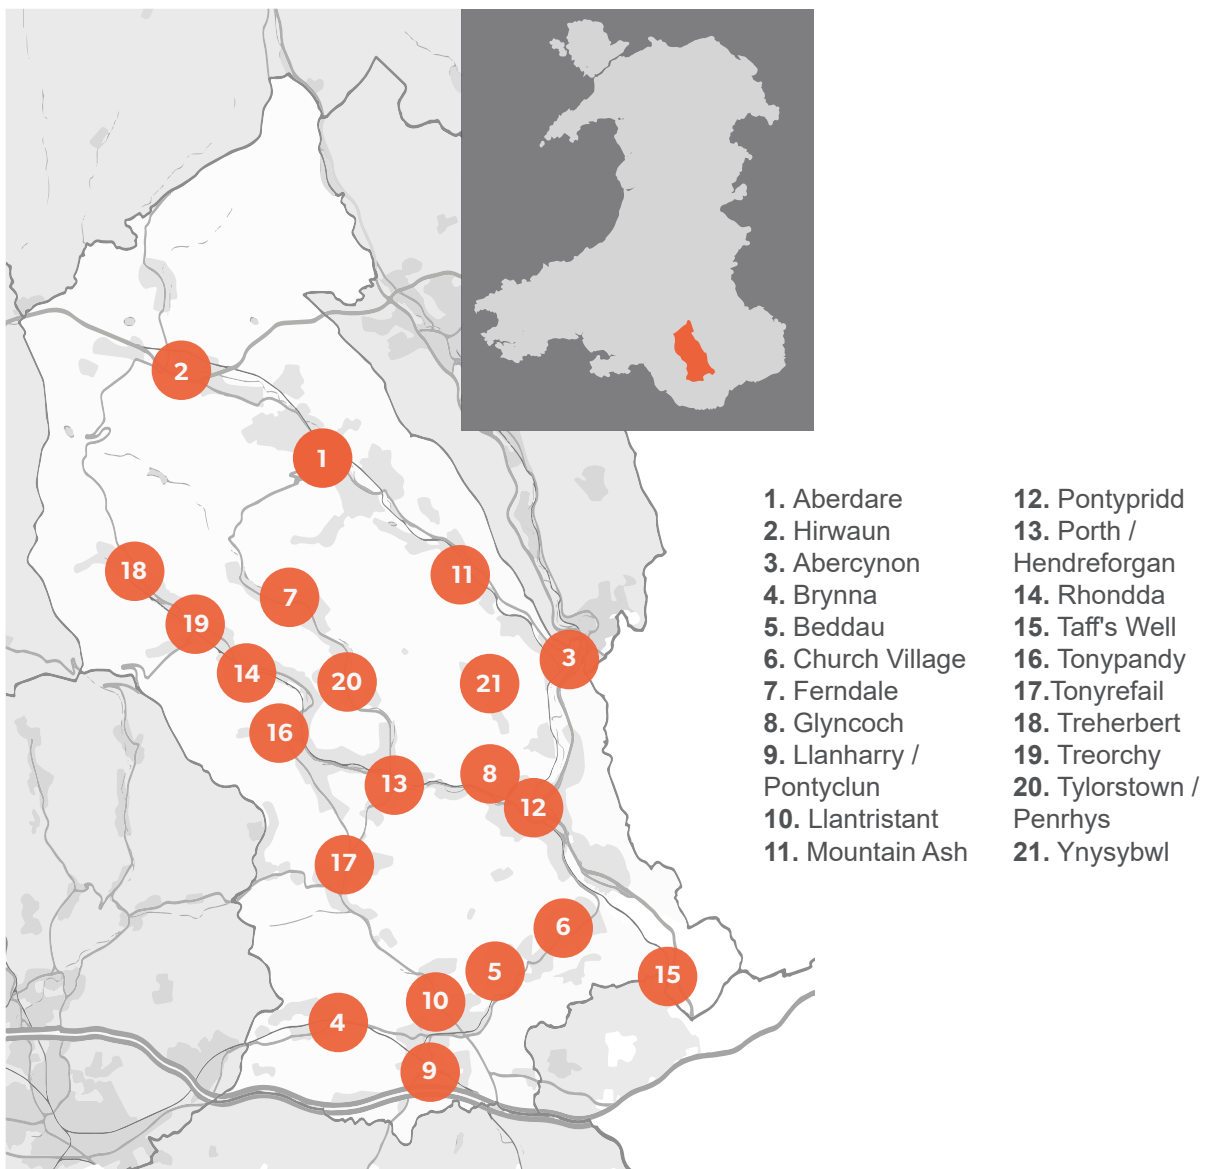 2
1
18
11
7
19
3
14
20
21
16
8
13
12
17
6
5
15
10
4
9
1. Aberdare
2. Hirwaun
3. Abercynon
4. Brynna
5. Beddau
6. Church Village
7. Ferndale
8. Glyncoch
9. Llanharry /
Pontyclun
10. Llantristant
11. Mountain Ash
12. Pontypridd
13. Porth /
Hendreforgan
14. Rhondda
15. Taff's Well
16. Tonypandy
17.Tonyrefail
18. Treherbert
19. Treorchy
20. Tylorstown /
Penrhys
21. Ynysybwl